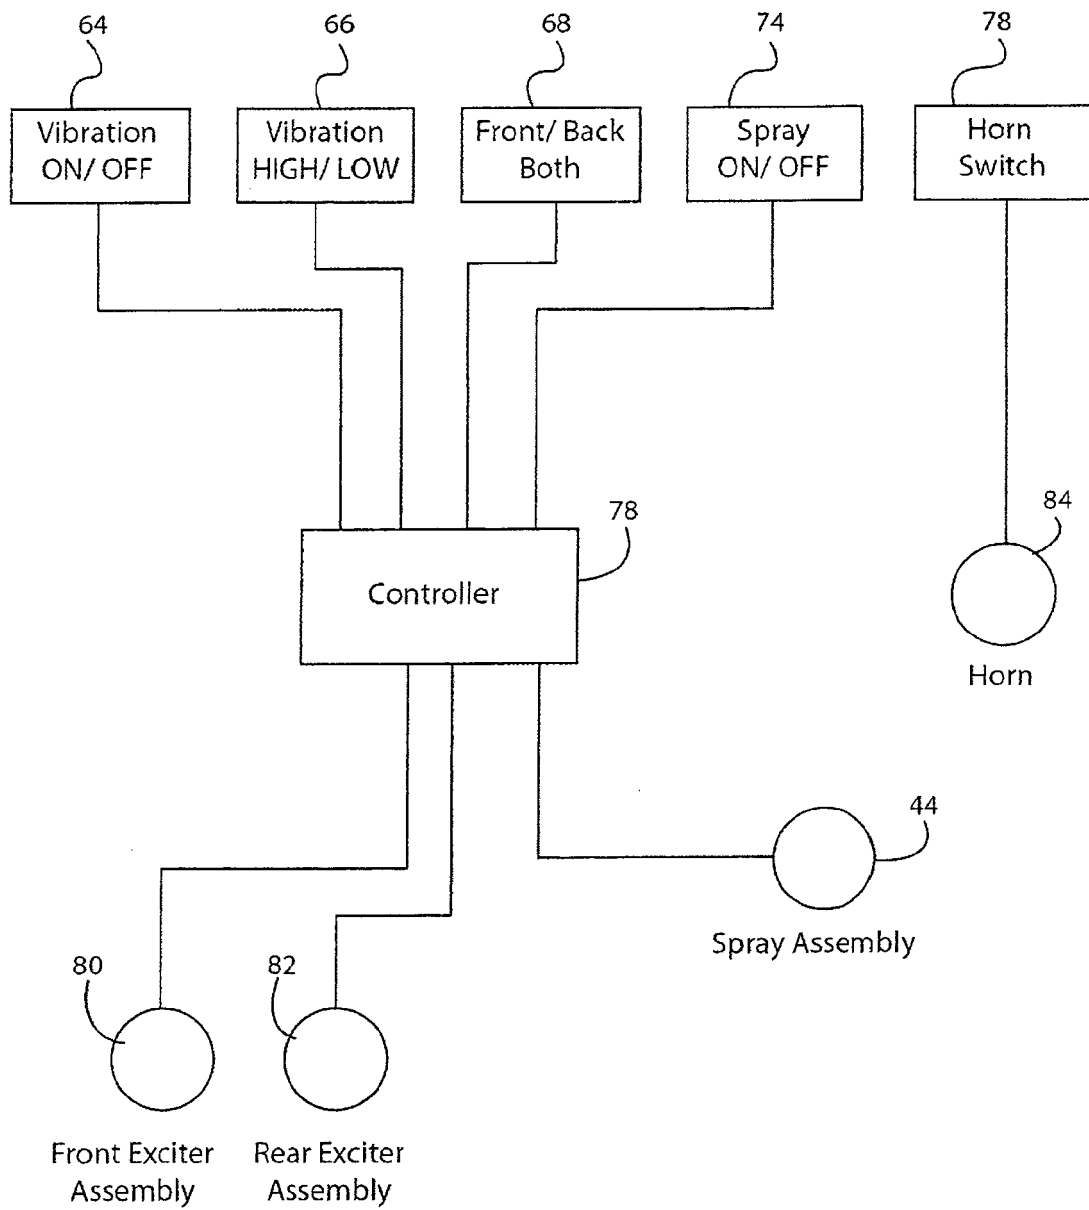 64 66 68 74 78
Vibration
ON/ OFF
Vibration
HIGH/ LOW
Front/ Back
Both
Spray
ON/ OFF
Horn
Switch
78
Controller
84
Horn
44
Spray Assembly
80
82
Front Exciter
Assembly
Rear Exciter
Assembly